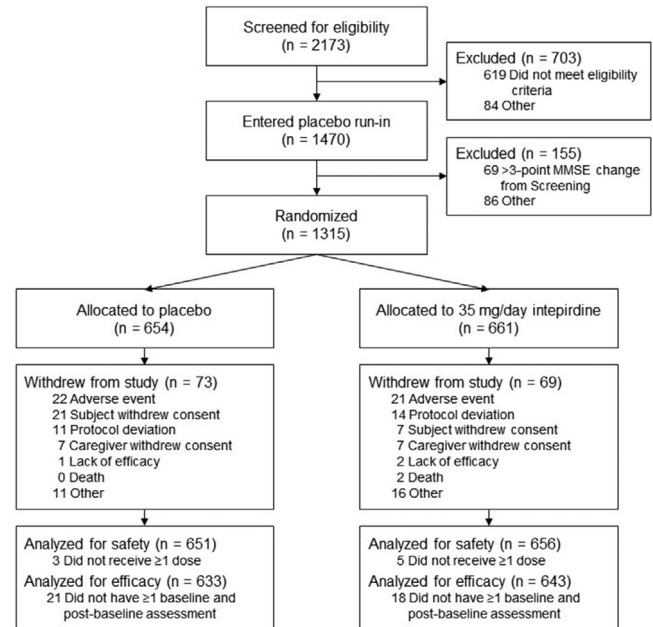 Screened for eligibility
(n = 2173)
Excluded (n = 703)
619 Did not meet eligibility
criteria
84 Other
Entered placebo run-in
(n = 1470)
Excluded (n = 155)
69 >3-point MMSE change
from Screening
86 Other
Randomized
(n = 1315)
Allocated to placebo
(n = 654)
Withdrew from study (n = 73)
22 Adverse event
21 Subject withdrew consent
11 Protocol deviation
7 Caregiver withdrew consent
1 Lack of efficacy
0 Death
11 Other
Analyzed for safety (n = 651)
3 Did not receive ≥1 dose
Analyzed for efficacy (n = 633)
21 Did not have ≥1 baseline and
post-baseline assessment
Allocated to 35 mg/day intepirdine
(n = 661)
Withdrew from study (n = 69)
21 Adverse event
14 Protocol deviation
7 Subject withdrew consent
7 Caregiver withdrew consent
2 Lack of efficacy
2 Death
16 Other
Analyzed for safety (n = 656)
5 Did not receive ≥1 dose
Analyzed for efficacy (n = 643)
18 Did not have ≥1 baseline and
post-baseline assessment